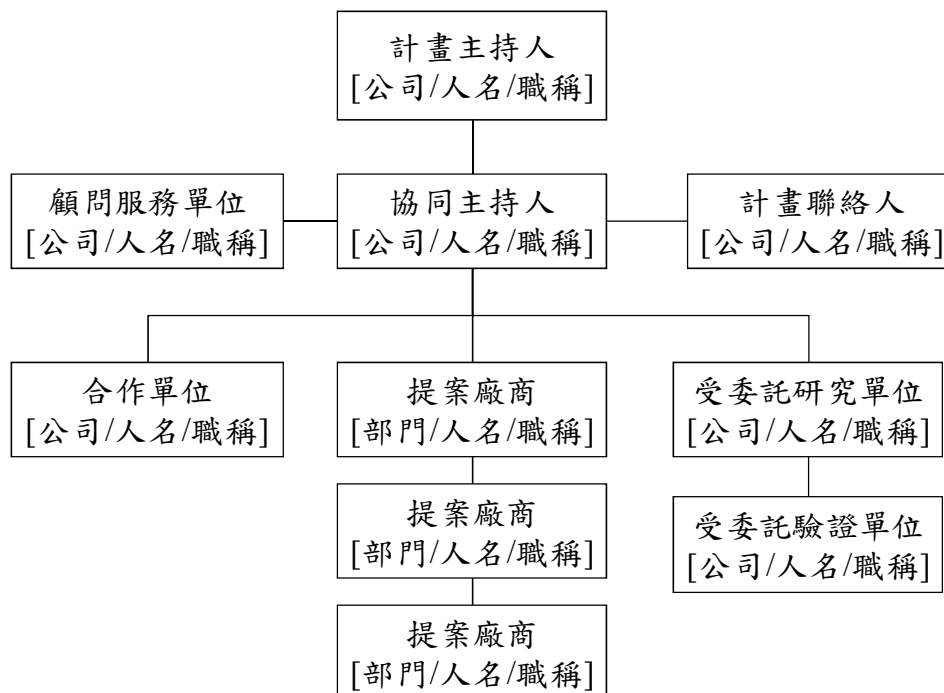 計畫主持人
[公司/人名/職稱]
顧問服務單位
[公司/人名/職稱]
協同主持人
[公司/人名/職稱]
計畫聯絡人
[公司/人名/職稱]
合作單位
[公司/人名/職稱]
提案廠商
[部門/人名/職稱]
受委託研究單位
[公司/人名/職稱]
提案廠商
[部門/人名/職稱]
受委託驗證單位
[公司/人名/職稱]
提案廠商
[部門/人名/職稱]